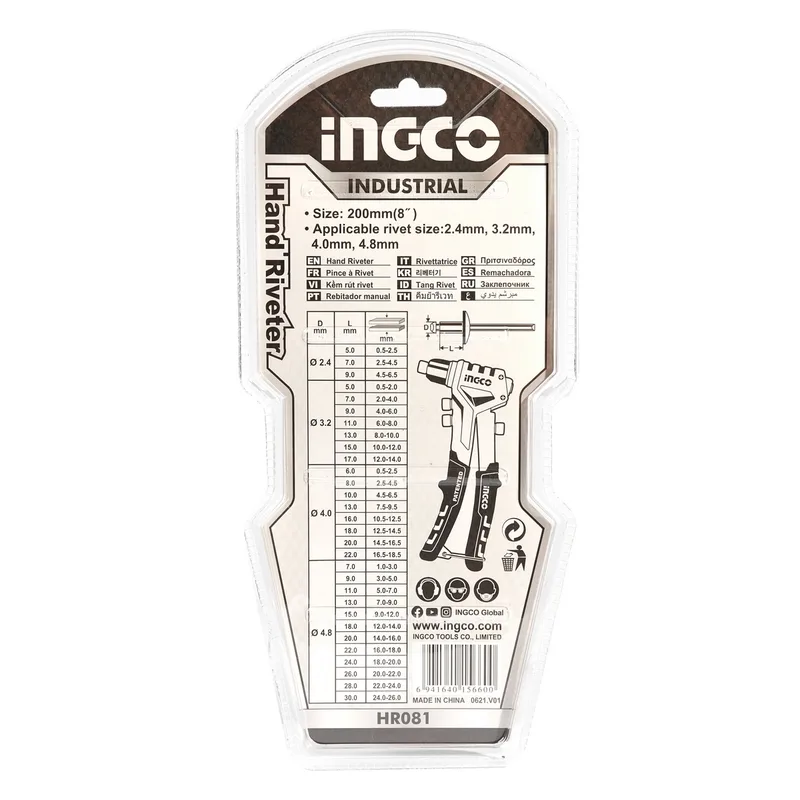 INGCO
INDUSTRIAL
Hand Riveter
• Size: 200mm(8˝)
• Applicable rivet size:2.4mm, 3.2mm,
4.0mm, 4.8mm
EN Hand Riveter IT Rivettatrice GR Πριτσιναδόρος
FR Pince à Rivet KR 리베터기 ES Remachadora
VI Kềm rút rivet ID Tang Rivet RU Заклепочник
PT Rebitador manual TH คีมย้ำรีเวท ع مبرشم يدوي
D mm L mm mm
Ø 2.4
5.0 0.5-2.5
7.0 2.5-4.5
9.0 4.5-6.5
Ø 3.2
5.0 0.5-2.0
7.0 2.0-4.0
9.0 4.0-6.0
11.0 6.0-8.0
13.0 8.0-10.0
15.0 10.0-12.0
17.0 12.0-14.0
Ø 4.0
6.0 0.5-2.5
8.0 2.5-4.5
10.0 4.5-6.5
13.0 7.5-9.5
16.0 10.5-12.5
18.0 12.5-14.5
20.0 14.5-16.5
22.0 16.5-18.5
Ø 4.8
7.0 1.0-3.0
9.0 3.0-5.0
11.0 5.0-7.0
13.0 7.0-9.0
15.0 9.0-12.0
18.0 12.0-14.0
20.0 14.0-16.0
22.0 16.0-18.0
24.0 18.0-20.0
26.0 20.0-22.0
28.0 22.0-24.0
30.0 24.0-26.0
D
L
INGCO
PATENTED
INGCO
INGCO Global
www.ingco.com
INGCO TOOLS CO., LIMITED
6 941640 156600
MADE IN CHINA 0621.V01
HR081